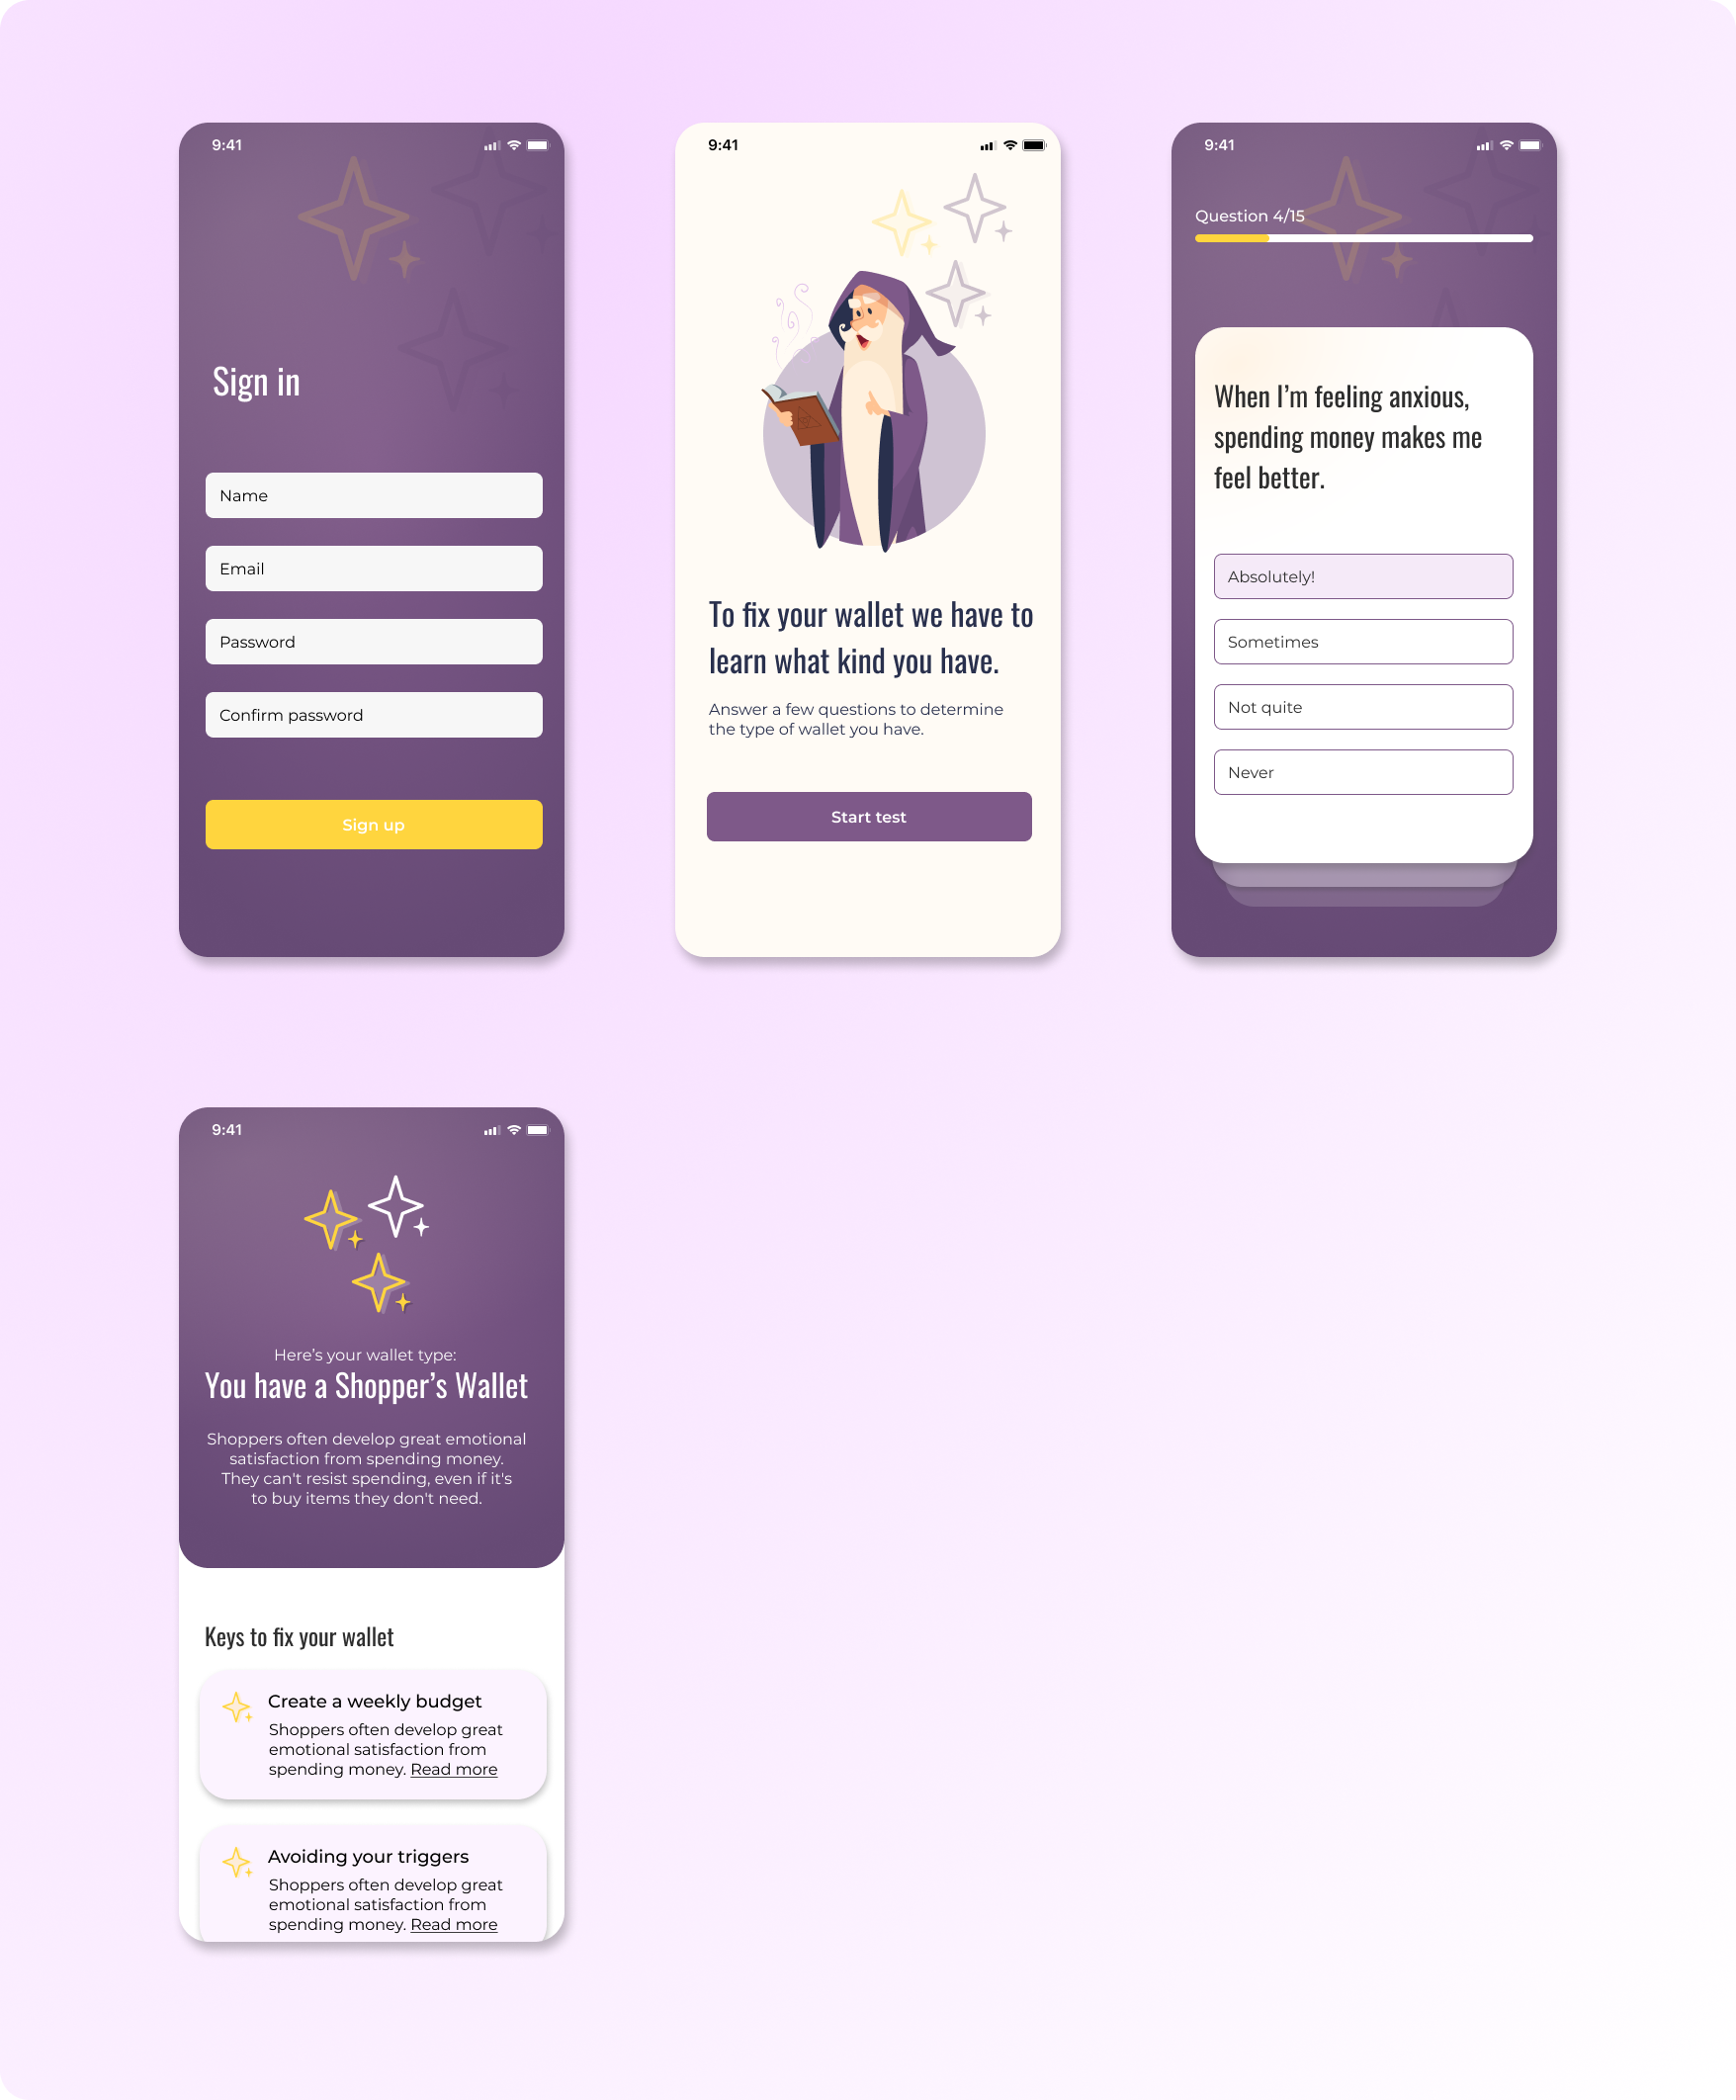 9:41
Sign in
Name
Email
Password
Confirm password
Sign up
9:41
To fix your wallet we have to
learn what kind you have.
Answer a few questions to determine
the type of wallet you have.
Start test
9:41
Question 4/15
When I’m feeling anxious,
spending money makes me
feel better.
Absolutely!
Sometimes
Not quite
Never
9:41
Here’s your wallet type:
You have a Shopper’s Wallet
Shoppers often develop great emotional
satisfaction from spending money.
They can't resist spending, even if it's
to buy items they don't need.
Keys to fix your wallet
Create a weekly budget
Shoppers often develop great
emotional satisfaction from
spending money. Read more
Avoiding your triggers
Shoppers often develop great
emotional satisfaction from
spending money. Read more